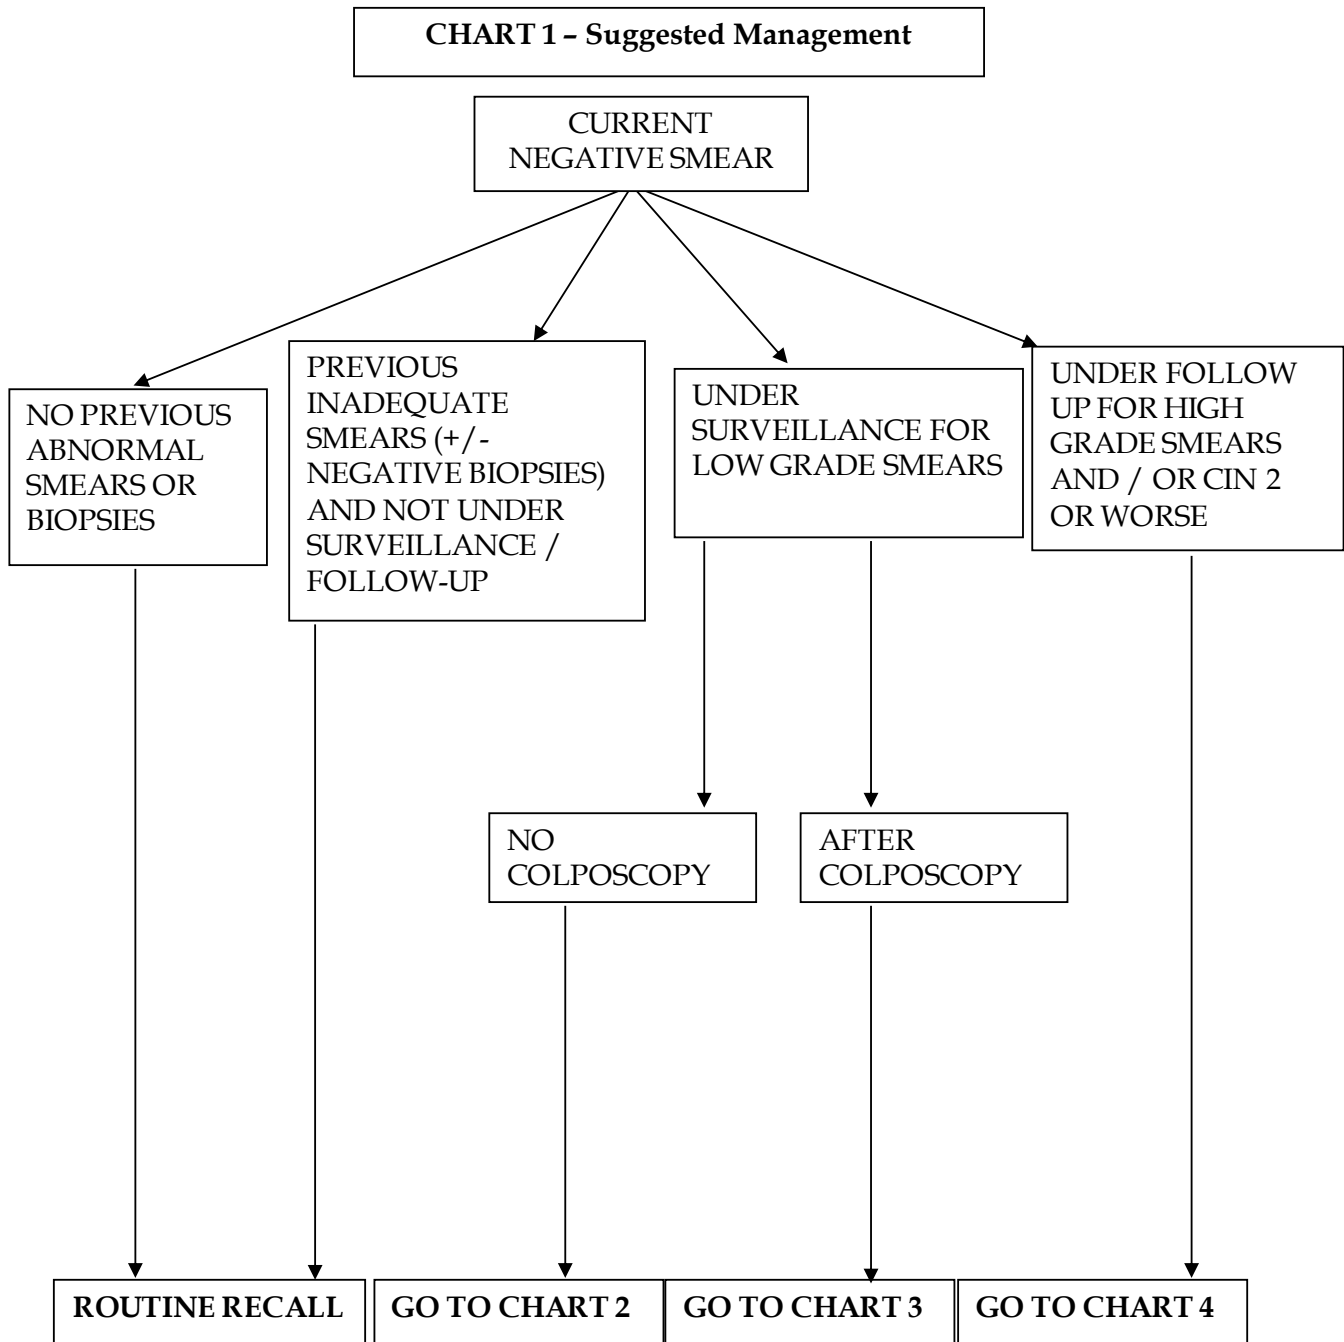 CHART 1 – Suggested Management
CURRENT
NEGATIVE SMEAR
NO PREVIOUS
ABNORMAL
SMEARS OR
BIOPSIES
PREVIOUS
INADEQUATE
SMEARS (+/-
NEGATIVE BIOPSIES)
AND NOT UNDER
SURVEILLANCE /
FOLLOW-UP
UNDER
SURVEILLANCE FOR
LOW GRADE SMEARS
UNDER FOLLOW
UP FOR HIGH
GRADE SMEARS
AND / OR CIN 2
OR WORSE
NO
COLPOSCOPY
AFTER
COLPOSCOPY
ROUTINE RECALL
GO TO CHART 2
GO TO CHART 3
GO TO CHART 4